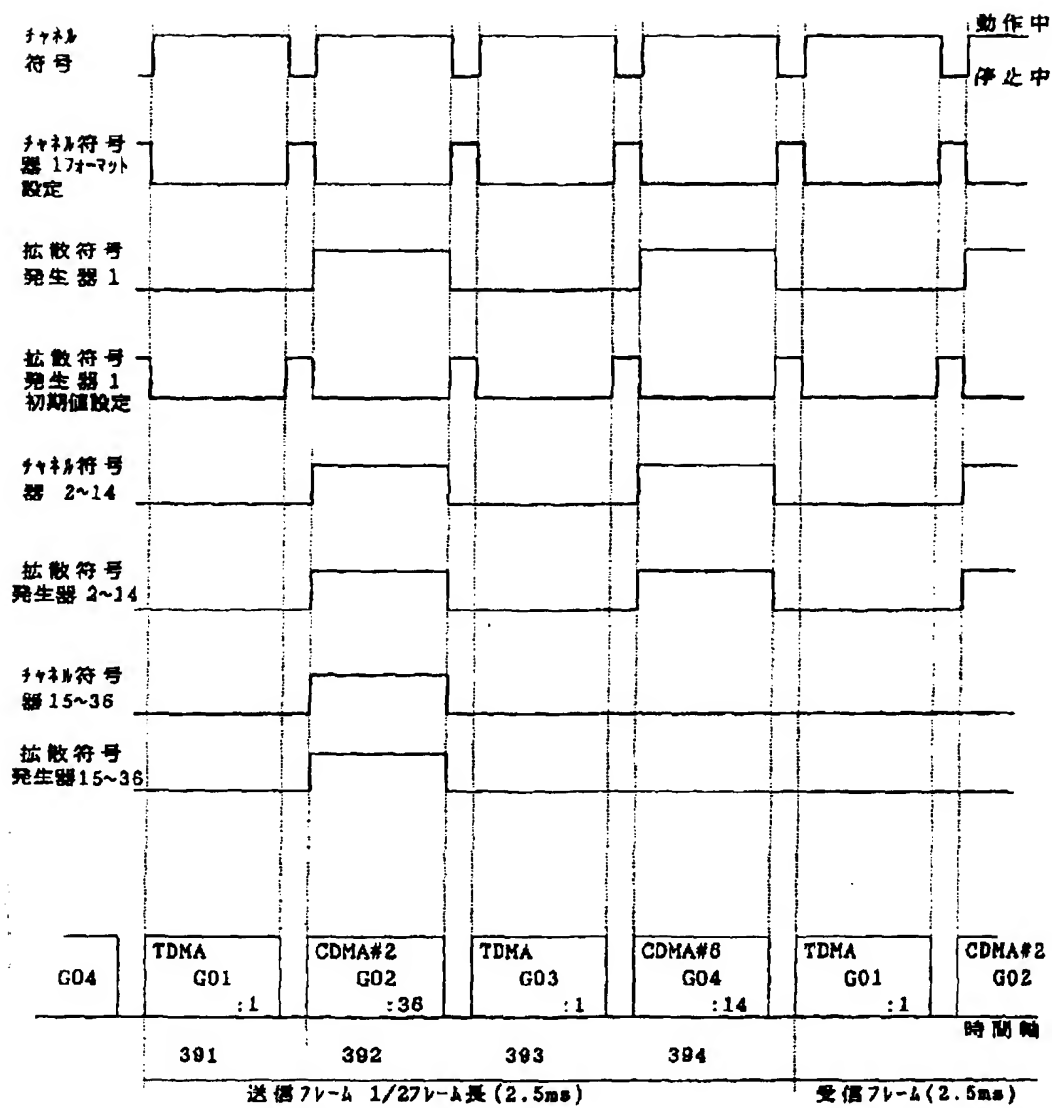 動作中
チャネル
符号
停止中
チャネル符号
器 1フォーマット
設定
拡散符号
発生器 1
拡散符号
発生器 1
初期値設定
チャネル符号
器 2~14
拡散符号
発生器 2~14
チャネル符号
器 15~36
拡散符号
発生器15~36
G04
TDMA
G01
:1
CDMA#2
G02
:36
TDMA
G03
:1
CDMA#6
G04
:14
TDMA
G01
:1
CDMA#2
G02
時間軸
391
392
393
394
送信フレーム 1/2フレーム長(2.5ms)
受信フレーム(2.5ms)